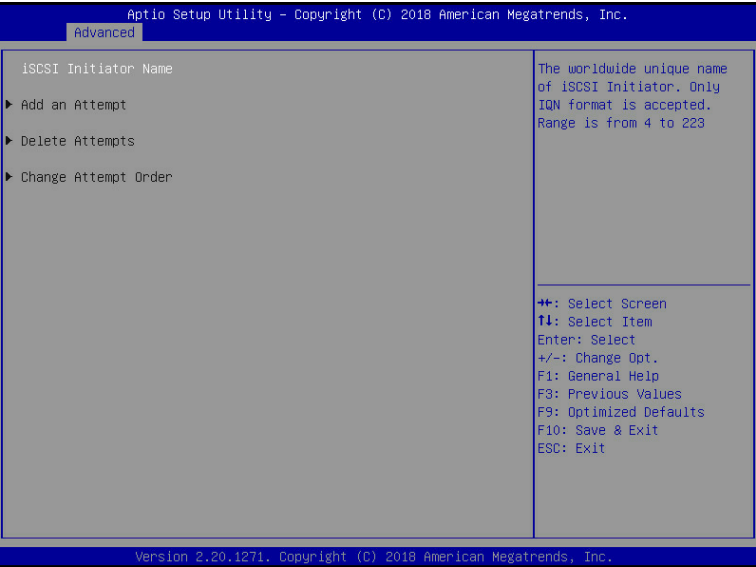 Aptio Setup Utility – Copyright (C) 2018 American Megatrends, Inc.
Advanced
iSCSI Initiator Name
▶ Add an Attempt
▶ Delete Attempts
▶ Change Attempt Order
The worldwide unique name
of iSCSI Initiator. Only
IQN format is accepted.
Range is from 4 to 223
→←: Select Screen
↑↓: Select Item
Enter: Select
+/-: Change Opt.
F1: General Help
F3: Previous Values
F9: Optimized Defaults
F10: Save & Exit
ESC: Exit
Version 2.20.1271. Copyright (C) 2018 American Megatrends, Inc.